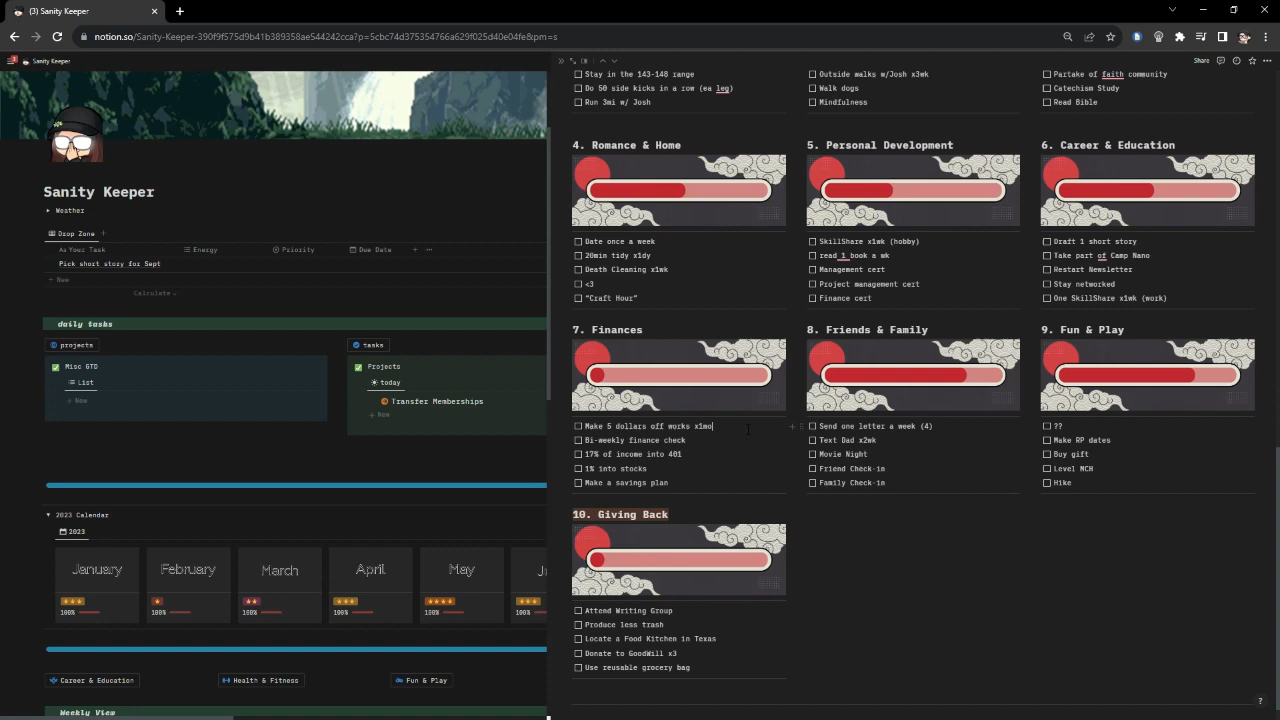 (3) Sanity Keeper
notion.so/Sanity-Keeper-390f9f575d9b41b389358ae544242cca?p=5cbc74d375354766a629f025d40e04fe&pm=s
Sanity Keeper
Share
Sanity Keeper
Weather
Drop Zone
Aa Your Task
Energy
Priority
Due Date
Pick short story for Sept
+ New
Calculate
daily tasks
projects
tasks
Misc GTD
List
+ New
Projects
today
Transfer Memberships
+ New
2023 Calendar
2023
January
February
March
April
May
100%
100%
100%
100%
100%
100%
Career & Education
Health & Fitness
Fun & Play
Weekly View
Stay in the 143-148 range
Do 50 side kicks in a row (ea leg)
Run 3mi w/ Josh
Outside walks w/Josh x3wk
Walk dogs
Mindfulness
Partake of faith community
Catechism Study
Read Bible
4. Romance & Home
Date once a week
20min tidy x1dy
Death Cleaning x1wk
<3
"Craft Hour"
5. Personal Development
SkillShare x1wk (hobby)
read 1 book a wk
Management cert
Project management cert
Finance cert
6. Career & Education
Draft 1 short story
Take part of Camp Nano
Restart Newsletter
Stay networked
One SkillShare x1wk (work)
7. Finances
Make 5 dollars off works x1mo
Bi-weekly finance check
17% of income into 401
1% into stocks
Make a savings plan
8. Friends & Family
Send one letter a week (4)
Text Dad x2wk
Movie Night
Friend Check-in
Family Check-in
9. Fun & Play
??
Make RP dates
Buy gift
Level MCH
Hike
10. Giving Back
Attend Writing Group
Produce less trash
Locate a Food Kitchen in Texas
Donate to GoodWill x3
Use reusable grocery bag
?